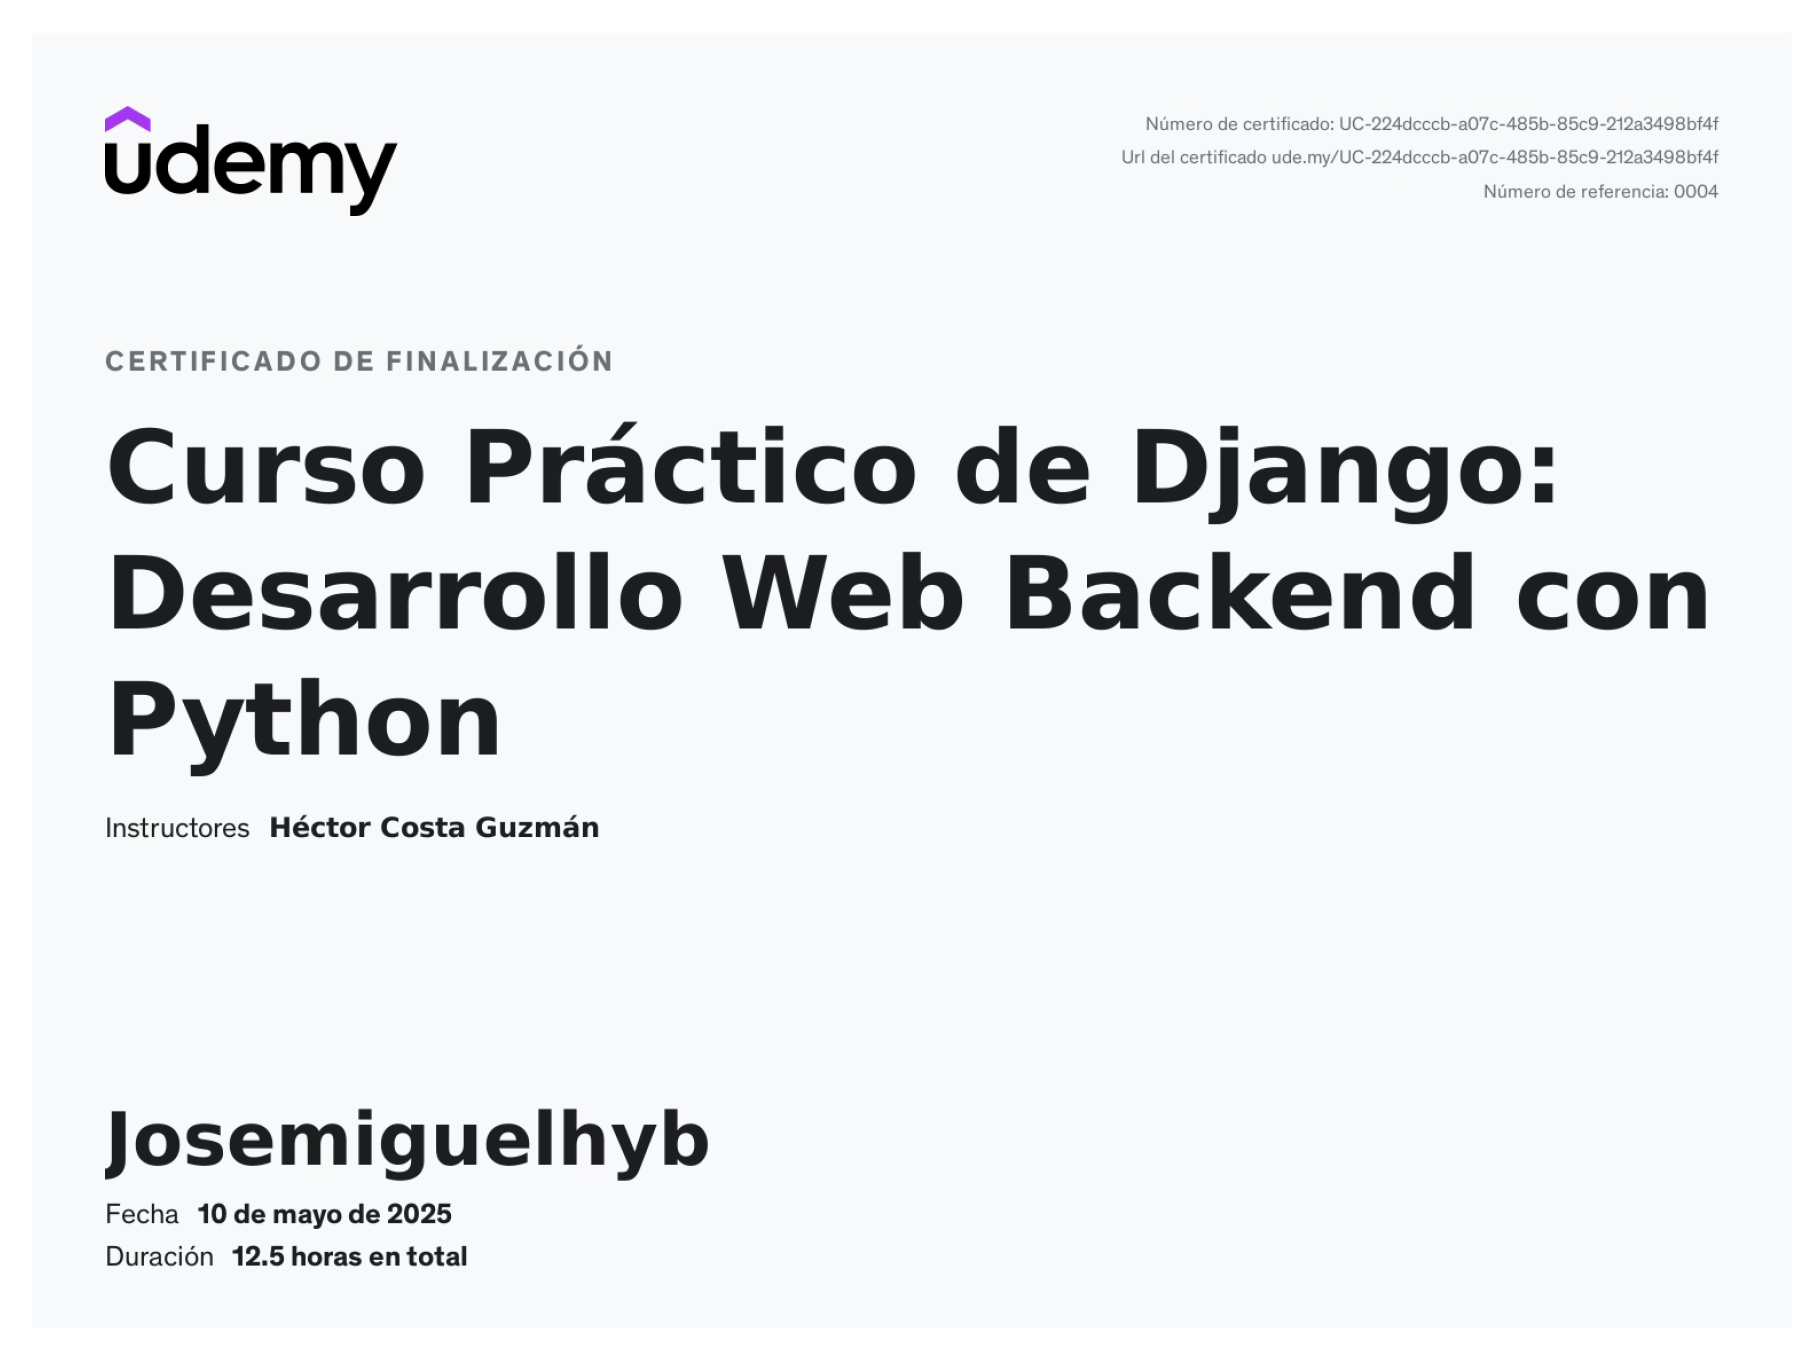 udemy
Número de certificado: UC-224dcccb-a07c-485b-85c9-212a3498bf4f
Url del certificado ude.my/UC-224dcccb-a07c-485b-85c9-212a3498bf4f
Número de referencia: 0004
CERTIFICADO DE FINALIZACIÓN
Curso Práctico de Django:
Desarrollo Web Backend con
Python
Instructores Héctor Costa Guzmán
Josemiguelhyb
Fecha 10 de mayo de 2025
Duración 12.5 horas en total